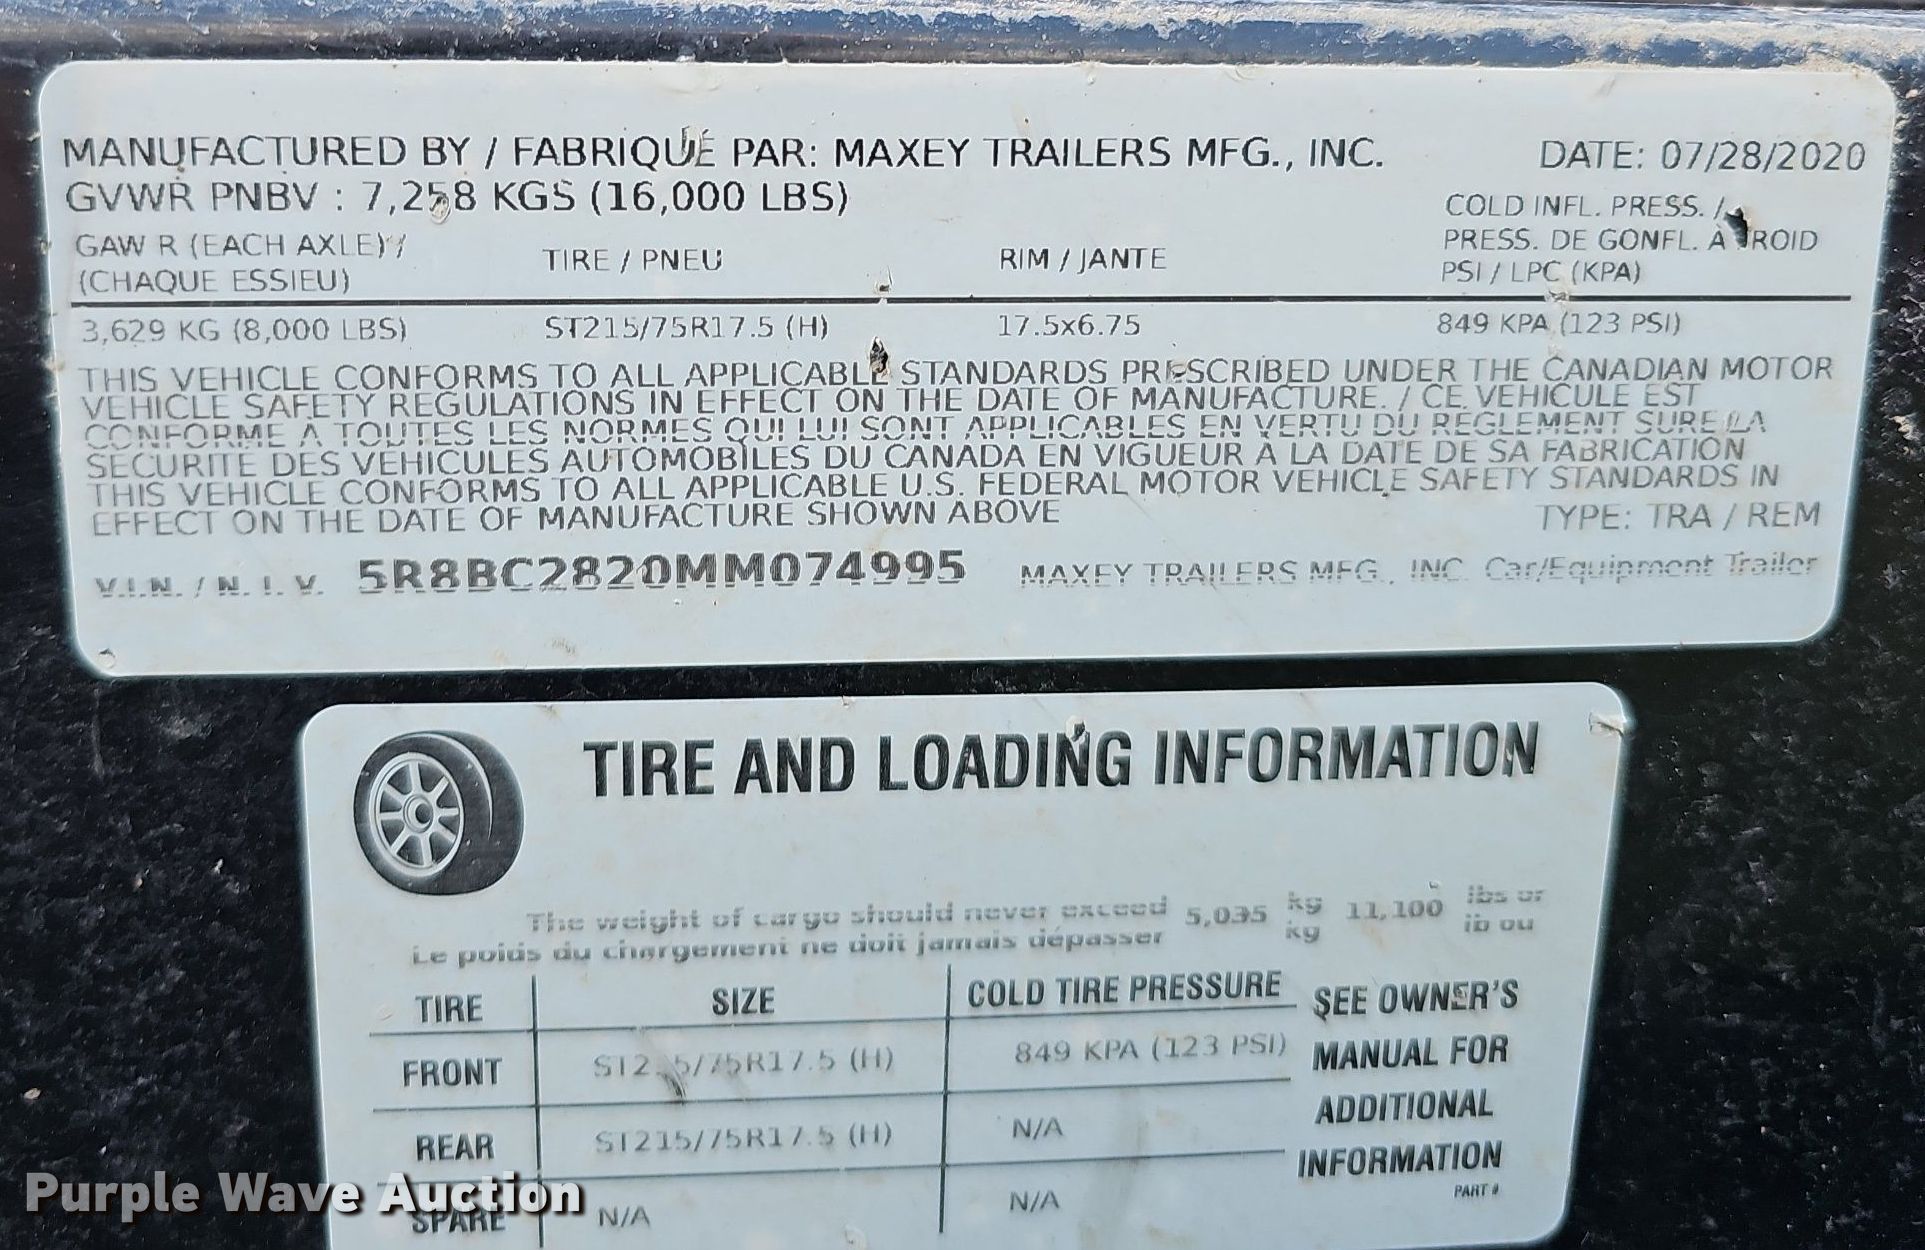 MANUFACTURED BY / FABRIQUÉ PAR: MAXEY TRAILERS MFG., INC. DATE: 07/28/2020
GVWR PNBV : 7,258 KGS (16,000 LBS)
COLD INFL. PRESS. /
GAW R (EACH AXLE) / TIRE / PNEU RIM / JANTE PRESS. DE GONFL. À FROID
(CHAQUE ESSIEU) PSI / LPC (KPA)
3,629 KG (8,000 LBS) ST215/75R17.5 (H) 17.5x6.75 849 KPA (123 PSI)
THIS VEHICLE CONFORMS TO ALL APPLICABLE STANDARDS PRESCRIBED UNDER THE CANADIAN MOTOR
VEHICLE SAFETY REGULATIONS IN EFFECT ON THE DATE OF MANUFACTURE. / CE VEHICULE EST
CONFORME A TOUTES LES NORMES QUI LUI SONT APPLICABLES EN VERTU DU REGLEMENT SURE LA
SECURITE DES VEHICULES AUTOMOBILES DU CANADA EN VIGUEUR A LA DATE DE SA FABRICATION
THIS VEHICLE CONFORMS TO ALL APPLICABLE U.S. FEDERAL MOTOR VEHICLE SAFETY STANDARDS IN
EFFECT ON THE DATE OF MANUFACTURE SHOWN ABOVE TYPE: TRA / REM
V.I.N. / N. I. V. 5R8BC2820MM074995 MAXEY TRAILERS MFG., INC. Car/Equipment Trailer
TIRE AND LOADING INFORMATION
The weight of cargo should never exceed 5,035 kg 11,100 lbs or
Le poids du chargement ne doit jamais dépasser kg lb ou
TIRE SIZE COLD TIRE PRESSURE SEE OWNER'S
FRONT ST215/75R17.5 (H) 849 KPA (123 PSI) MANUAL FOR
ADDITIONAL
REAR ST215/75R17.5 (H) N/A
INFORMATION
SPARE N/A N/A PART #
Purple Wave Auction